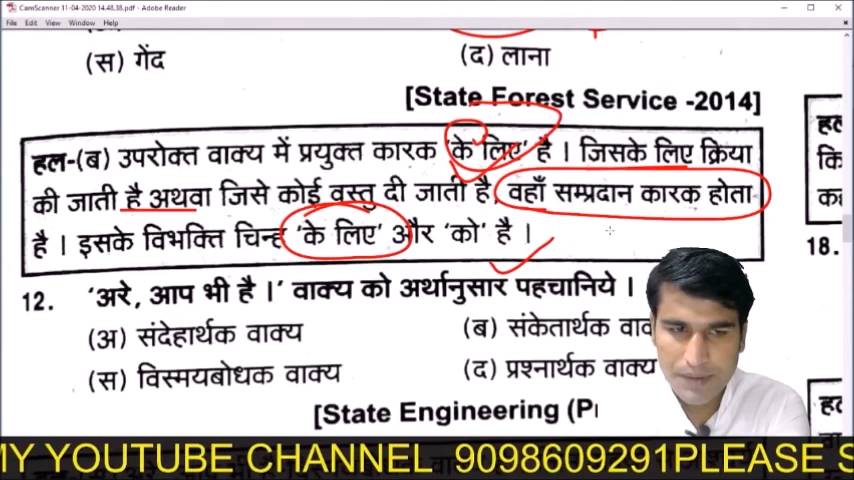 CamScanner 11-04-2020 14.48.38.pdf - Adobe Reader
File Edit View Window Help
(स) गेंद (द) लाना
[State Forest Service -2014]
हल-(ब) उपरोक्त वाक्य में प्रयुक्त कारक 'के लिए' है । जिसके लिए क्रिया
की जाती है अथवा जिसे कोई वस्तु दी जाती है, वहाँ सम्प्रदान कारक होता
है । इसके विभक्ति चिन्ह 'के लिए' और 'को' है ।
12. 'अरे, आप भी है ।' वाक्य को अर्थानुसार पहचानिये ।
(अ) संदेहार्थक वाक्य (ब) संकेतार्थक
(स) विस्मयबोधक वाक्य (द) प्रश्नार्थक वाक्य
[State Engineering
18.
MY YOUTUBE CHANNEL 9098609291PLEASE S